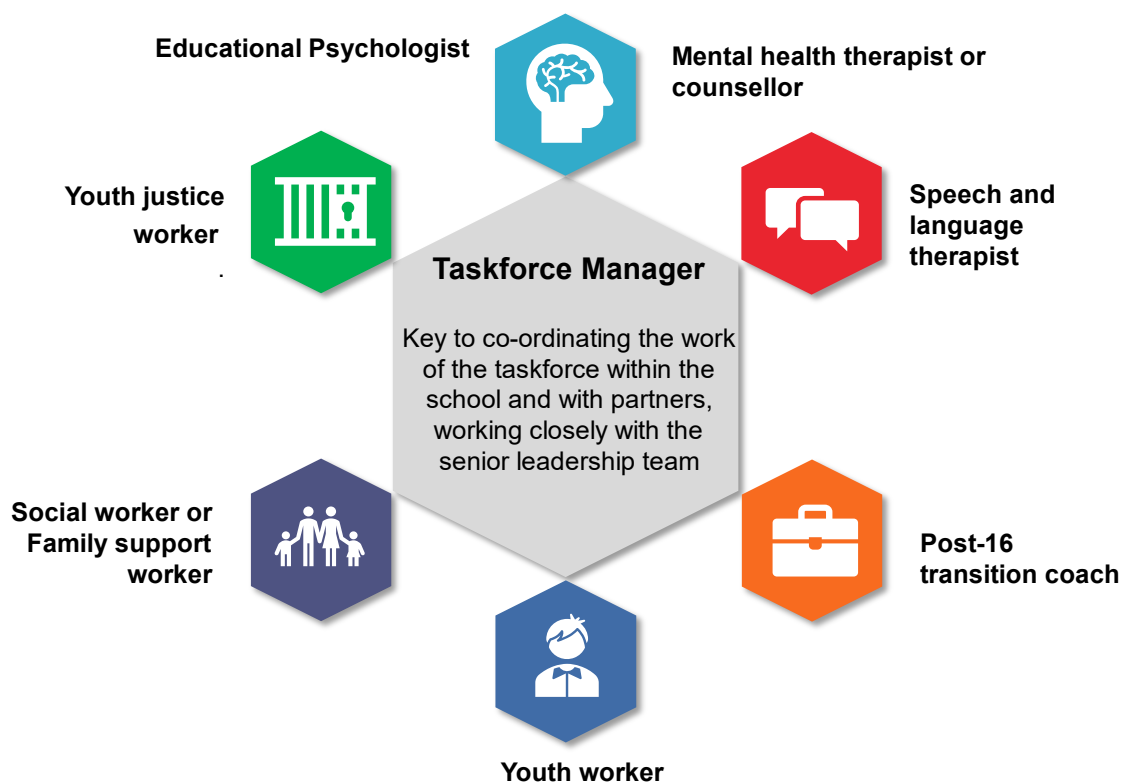 Educational Psychologist
Mental health therapist or
counsellor
Youth justice
worker
.
Speech and
language
therapist
Taskforce Manager
Key to co-ordinating the work
of the taskforce within the
school and with partners,
working closely with the
senior leadership team
Social worker or
Family support
worker
Post-16
transition coach
Youth worker